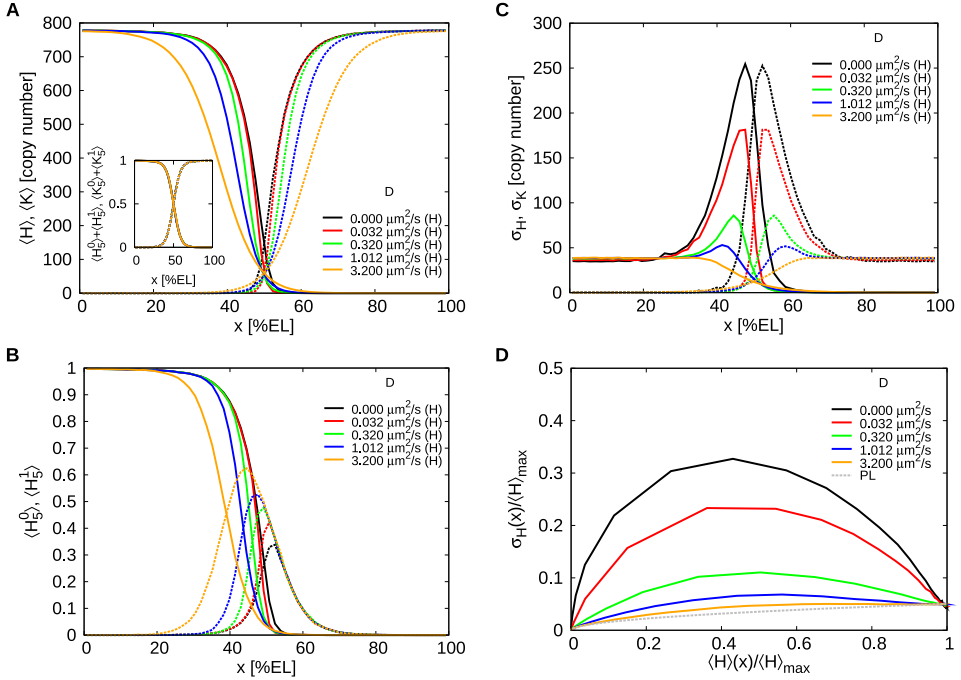 A
⟨H⟩, ⟨K⟩ [copy number]
800
700
600
500
400
300
200
100
0
0 20 40 60 80 100
x [%EL]
D
0.000 μm²/s (H)
0.032 μm²/s (H)
0.320 μm²/s (H)
1.012 μm²/s (H)
3.200 μm²/s (H)
⟨H₅⁰⟩+⟨H₅¹⟩, ⟨K₅⁰⟩+⟨K₅¹⟩
1
0.5
0
0 50 100
x [%EL]
C
σ_H, σ_K [copy number]
300
250
200
150
100
50
0
0 20 40 60 80 100
x [%EL]
D
0.000 μm²/s (H)
0.032 μm²/s (H)
0.320 μm²/s (H)
1.012 μm²/s (H)
3.200 μm²/s (H)
B
⟨H₅⁰⟩, ⟨H₅¹⟩
1
0.9
0.8
0.7
0.6
0.5
0.4
0.3
0.2
0.1
0
0 20 40 60 80 100
x [%EL]
D
0.000 μm²/s (H)
0.032 μm²/s (H)
0.320 μm²/s (H)
1.012 μm²/s (H)
3.200 μm²/s (H)
D
σ_H(x)/⟨H⟩_max
0.5
0.4
0.3
0.2
0.1
0
0 0.2 0.4 0.6 0.8 1
⟨H⟩(x)/⟨H⟩_max
D
0.000 μm²/s
0.032 μm²/s
0.320 μm²/s
1.012 μm²/s
3.200 μm²/s
PL